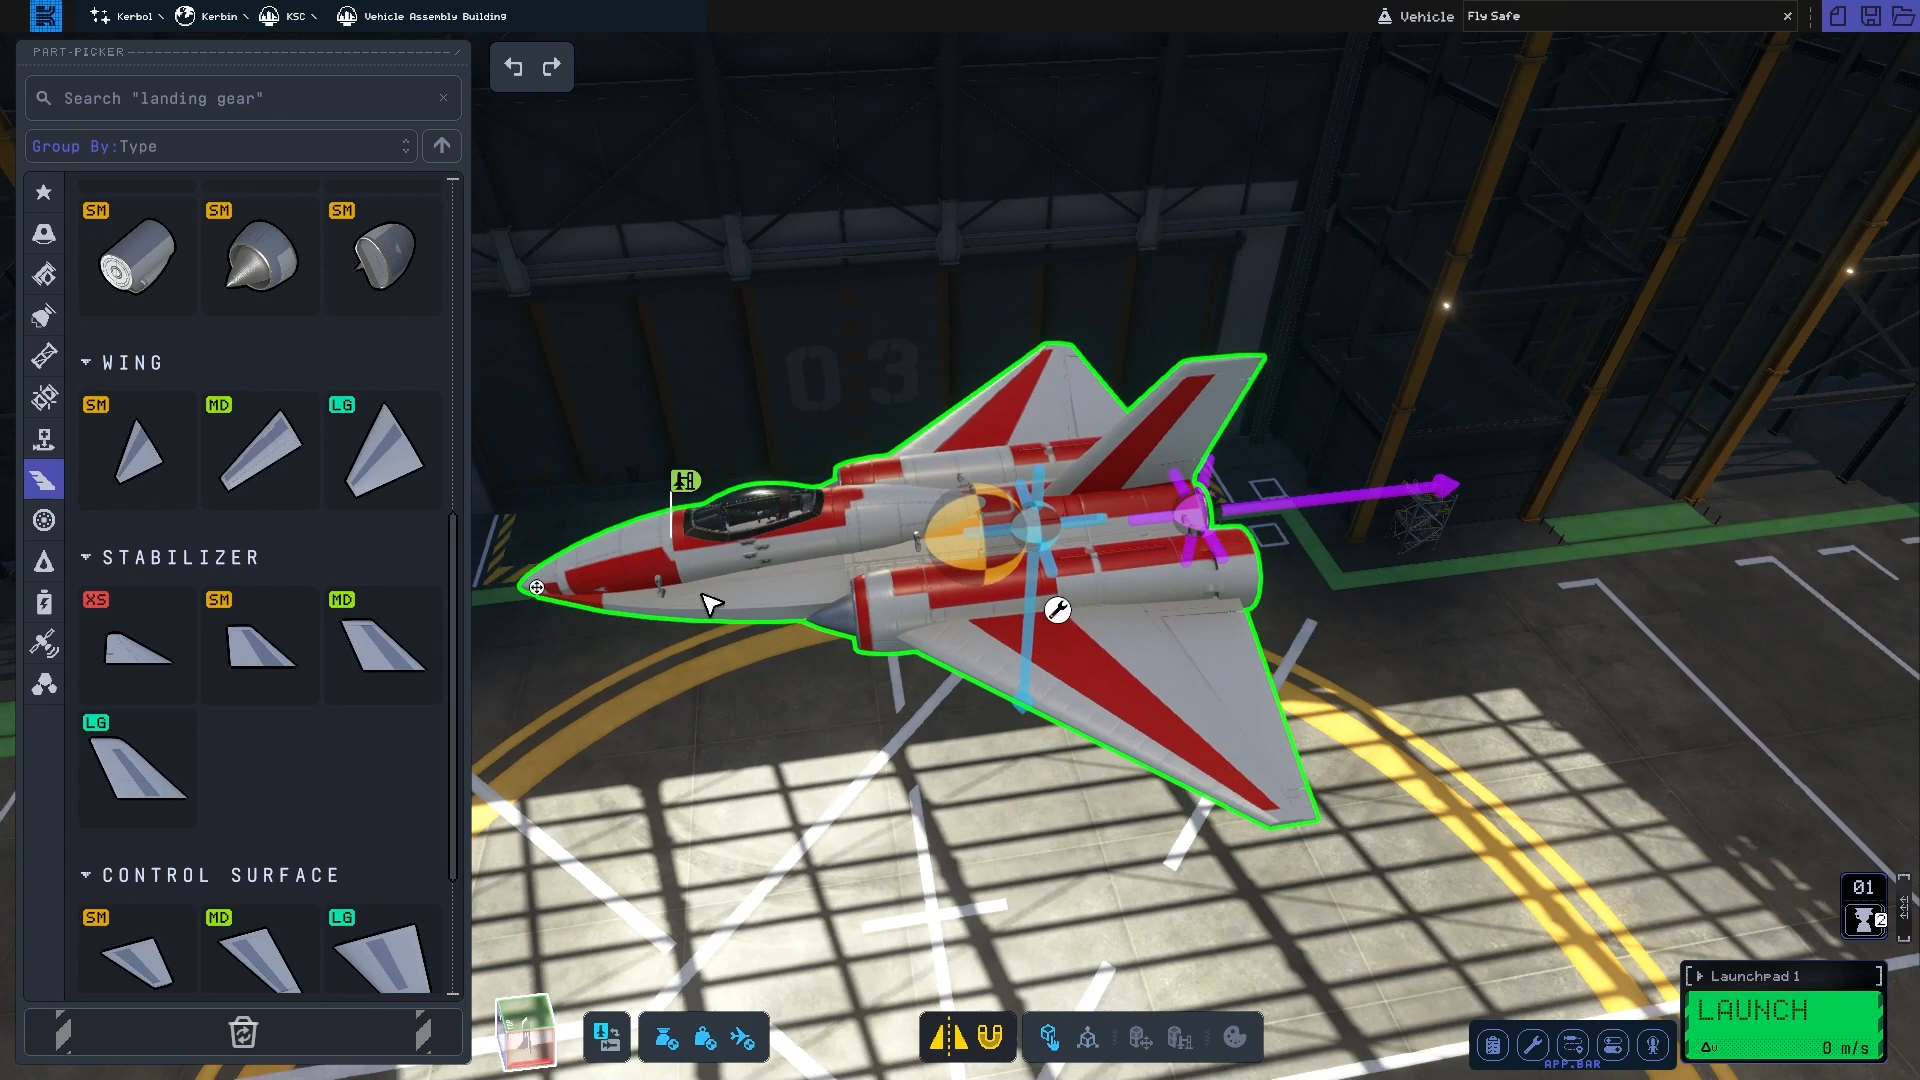 Kerbol
Kerbin
KSC
Vehicle Assembly Building
Vehicle
Fly Safe
PART-PICKER
Search "landing gear"
Group By:Type
SM
SM
SM
WING
SM
MD
LG
STABILIZER
XS
SM
MD
LG
CONTROL SURFACE
SM
MD
LG
03
01
2
Launchpad 1
LAUNCH
Δv
0 m/s
APP.BAR